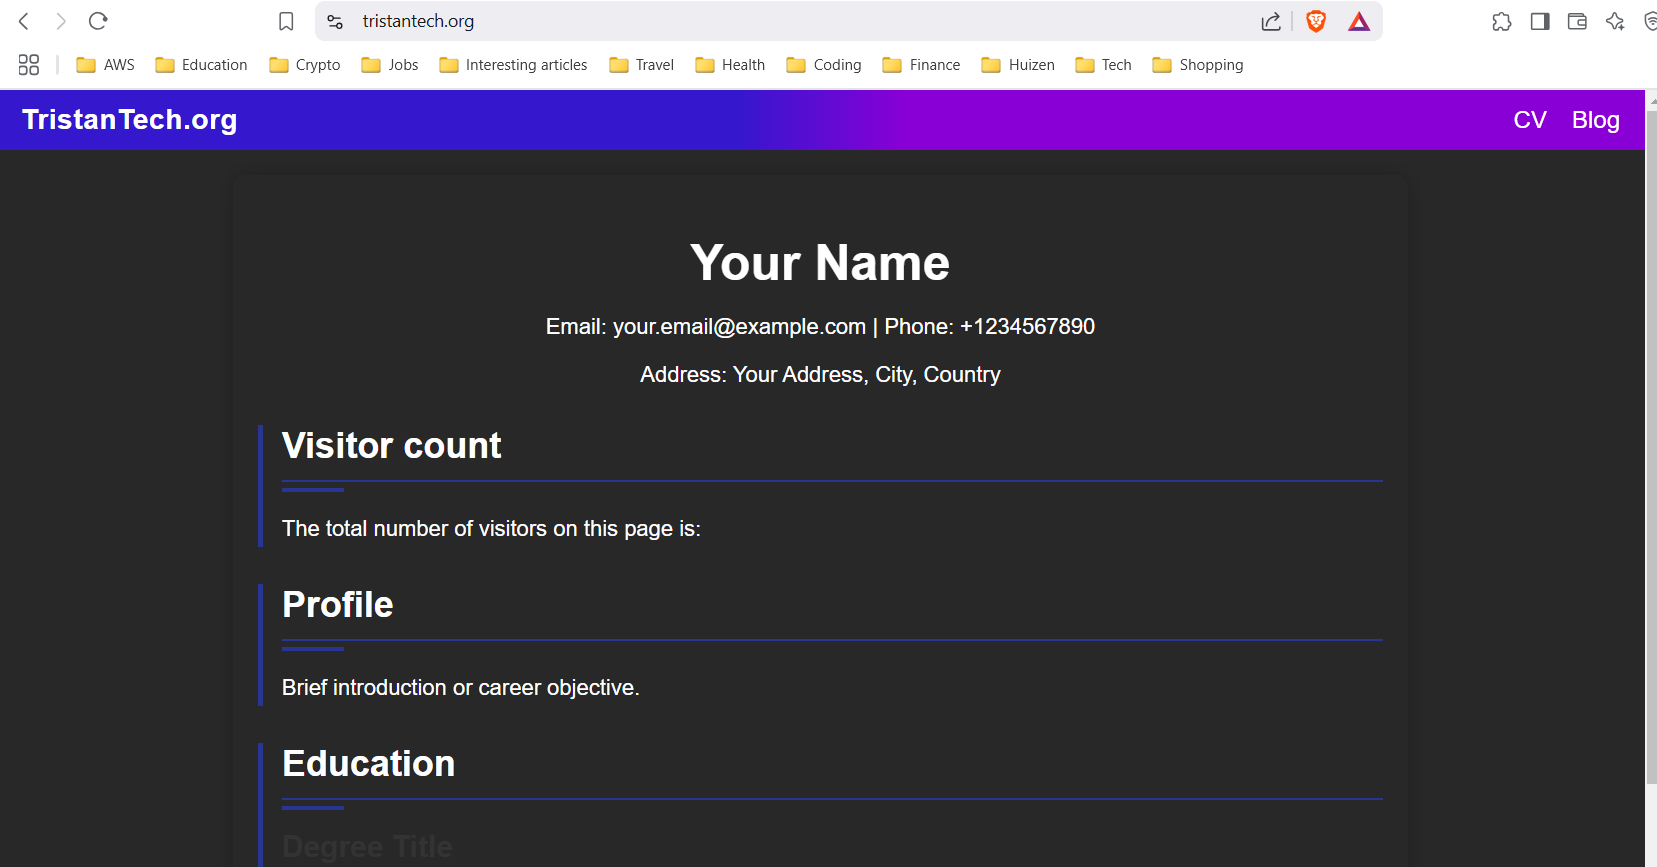 tristantech.org
AWS Education Crypto Jobs Interesting articles Travel Health Coding Finance Huizen Tech Shopping
TristanTech.org CV Blog
Your Name
Email: your.email@example.com | Phone: +1234567890
Address: Your Address, City, Country
Visitor count
The total number of visitors on this page is:
Profile
Brief introduction or career objective.
Education
Degree Title